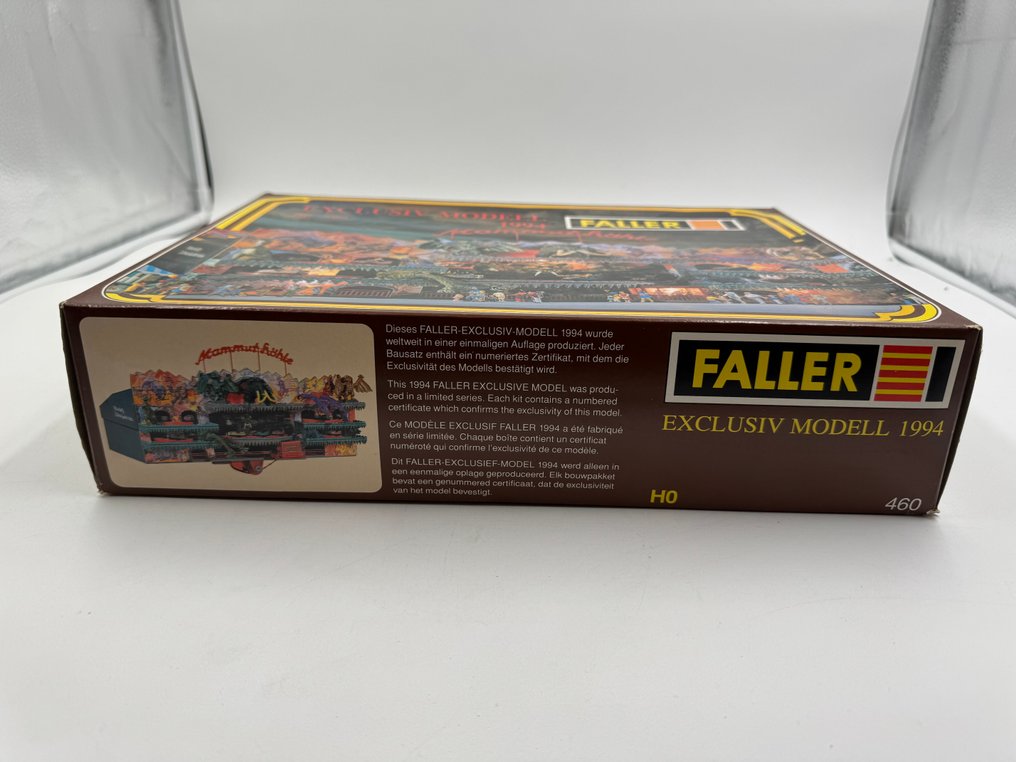 EXCLUSIV-MODELL
1994
FALLER
Mammut-höhle
Dieses FALLER-EXCLUSIV-MODELL 1994 wurde
weltweit in einer einmaligen Auflage produziert. Jeder
Bausatz enthält ein numeriertes Zertifikat, mit dem die
Exclusivität des Modells bestätigt wird.
This 1994 FALLER EXCLUSIVE MODEL was produ-
ced in a limited series. Each kit contains a numbered
certificate which confirms the exclusivity of this model.
Ce MODÈLE EXCLUSIF FALLER 1994 a été fabriqué
en série limitée. Chaque boîte contient un certificat
numéroté qui confirme l'exclusivité de ce modèle.
Dit FALLER-EXCLUSIEF-MODEL 1994 werd alleen in
een eenmalige oplage geproduceerd. Elk bouwpakket
bevat een genummered certificaat, dat de exclusiviteit
van het model bevestigt.
FALLER
EXCLUSIV MODELL 1994
H0
460